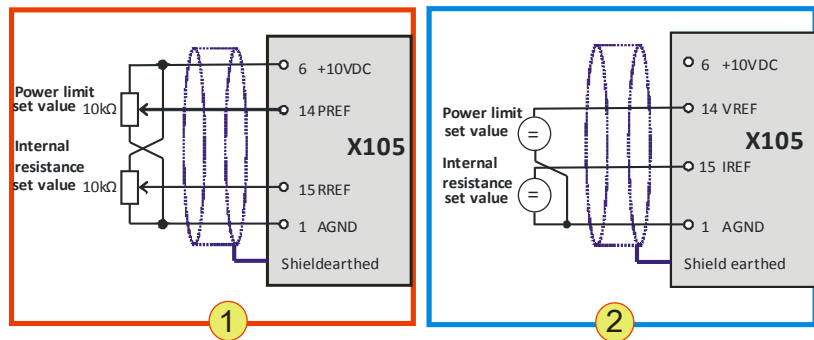 6 +10VDC
Power limit
set value 10kΩ
14 PREF
X105
Internal
resistance
set value 10kΩ
15 RREF
1 AGND
Shieldearthed
1
6 +10VDC
Power limit
set value
=
14 VREF
X105
Internal
resistance
set value
=
15 IREF
1 AGND
Shield earthed
2